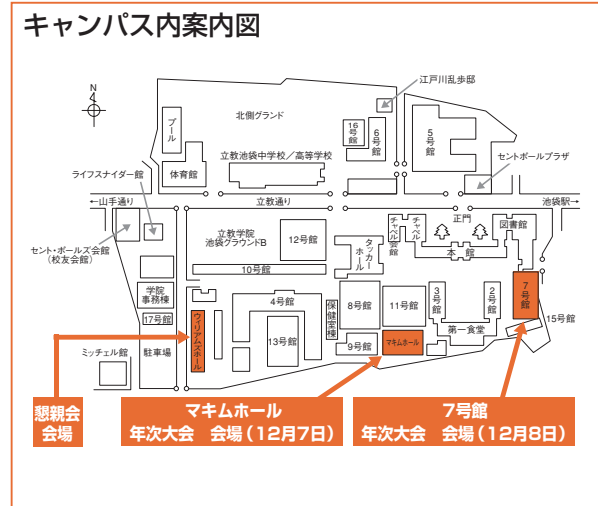 キャンパス内案内図
N
江戸川乱歩邸
北側グランド
プール
16号館
6号館
5号館
立教池袋中学校／高等学校
体育館
ライフスナイダー館
セントポールプラザ
←山手通り
立教通り
池袋駅→
セント・ポールズ会館
（校友会館）
立教学院
池袋グラウンドB
12号館
タッカーホール
チャペル会館
チャペル
正門
図書館
本館
10号館
学院
事務棟
17号館
ウィリアムズホール
4号館
13号館
保健室棟
8号館
11号館
3号館
2号館
7号館
15号館
第一食堂
9号館
マキムホール
ミッチェル館
駐車場
懇親会
会場
マキムホール
年次大会　会場（12月7日）
7号館
年次大会　会場（12月8日）